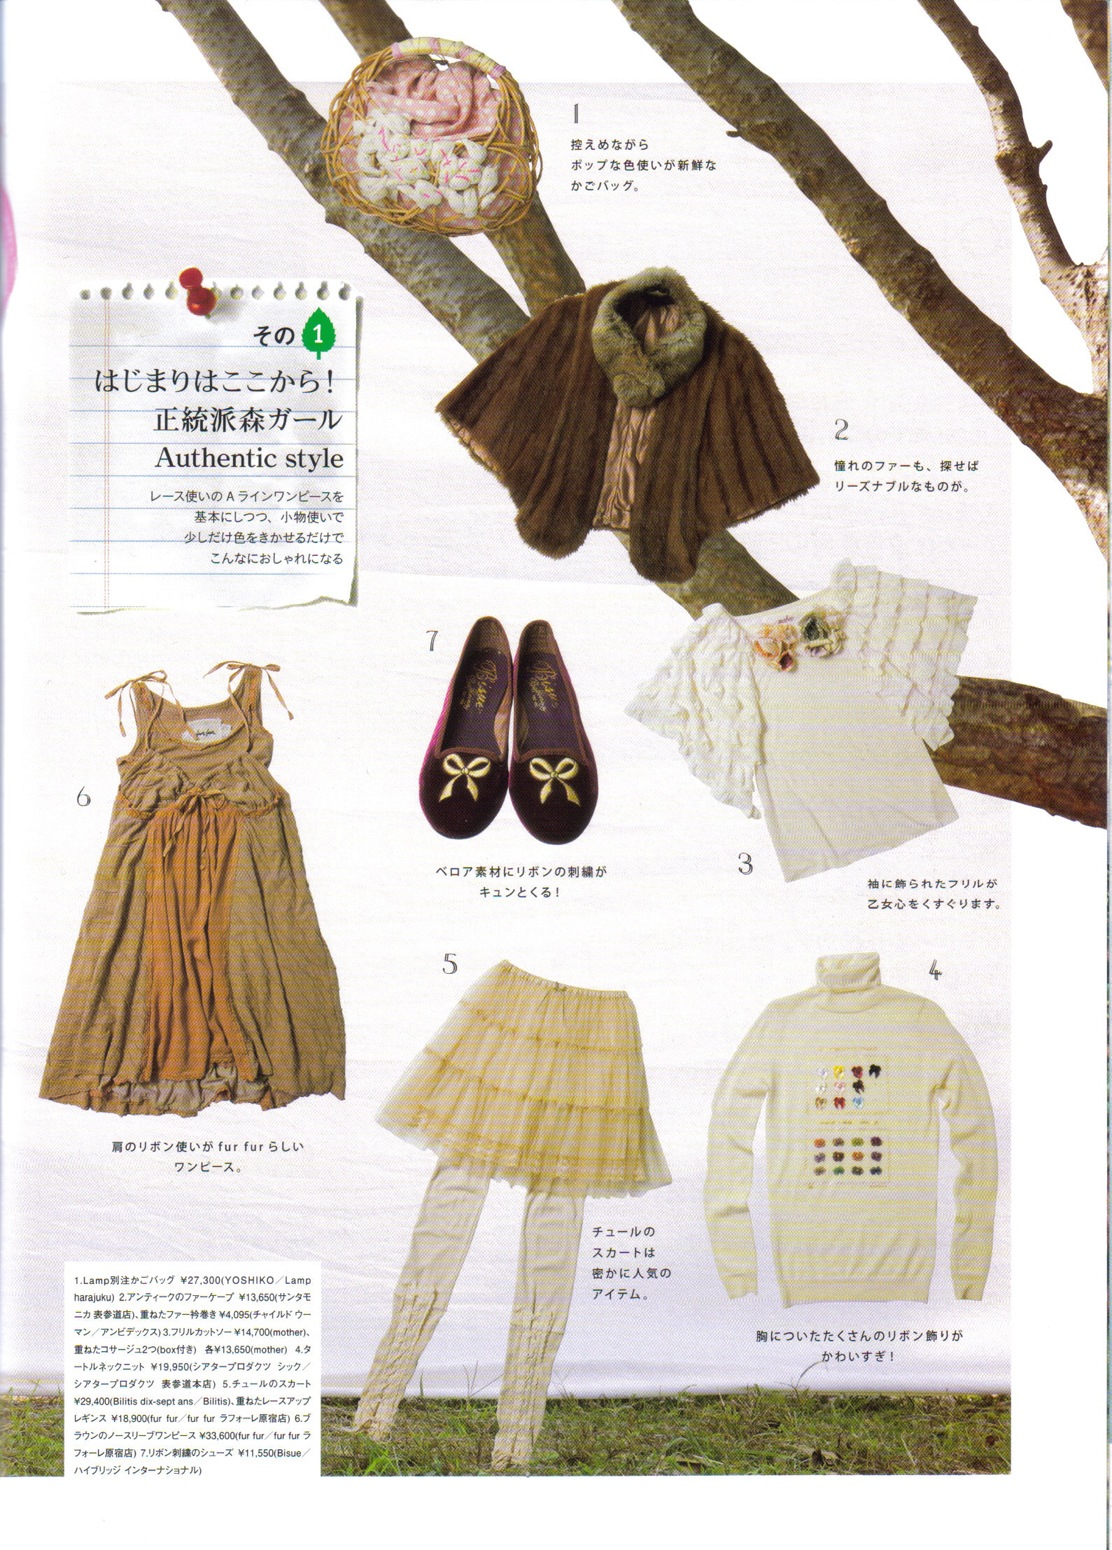 1
控えめながら
ポップな色使いが新鮮な
かごバッグ。
その 1
はじまりはここから！
正統派森ガール
Authentic style
レース使いの A ラインワンピースを
基本にしつつ、小物使いで
少しだけ色をきかせるだけで
こんなにおしゃれになる
2
憧れのファーも、探せば
リーズナブルなものが。
7
ベロア素材にリボンの刺繍が
キュンとくる！
3
袖に飾られたフリルが
乙女心をくすぐります。
6
肩のリボン使いが fur fur らしい
ワンピース。
5
チュールの
スカートは
密かに人気の
アイテム。
4
胸についたたくさんのリボン飾りが
かわいすぎ！
1.Lamp別注かごバッグ ¥27,300(YOSHIKO／Lamp
harajuku) 2.アンティークのファーケープ ¥13,650(サンタモ
ニカ 表参道店)、重ねたファー衿巻き ¥4,095(チャイルド ウー
マン／アンビデックス) 3.フリルカットソー ¥14,700(mother)、
重ねたコサージュ2つ(box付き) 各¥13,650(mother) 4.タ
ートルネックニット ¥19,950(シアタープロダクツ シック／
シアタープロダクツ 表参道本店) 5.チュールのスカート
¥29,400(Bilitis dix-sept ans／Bilitis)、重ねたレースアップ
レギンス ¥18,900(fur fur／fur fur ラフォーレ原宿店) 6.ブ
ラウンのノースリーブワンピース ¥33,600(fur fur／fur fur ラ
フォーレ原宿店) 7.リボン刺繍のシューズ ¥11,550(Bisue／
ハイブリッジ インターナショナル)